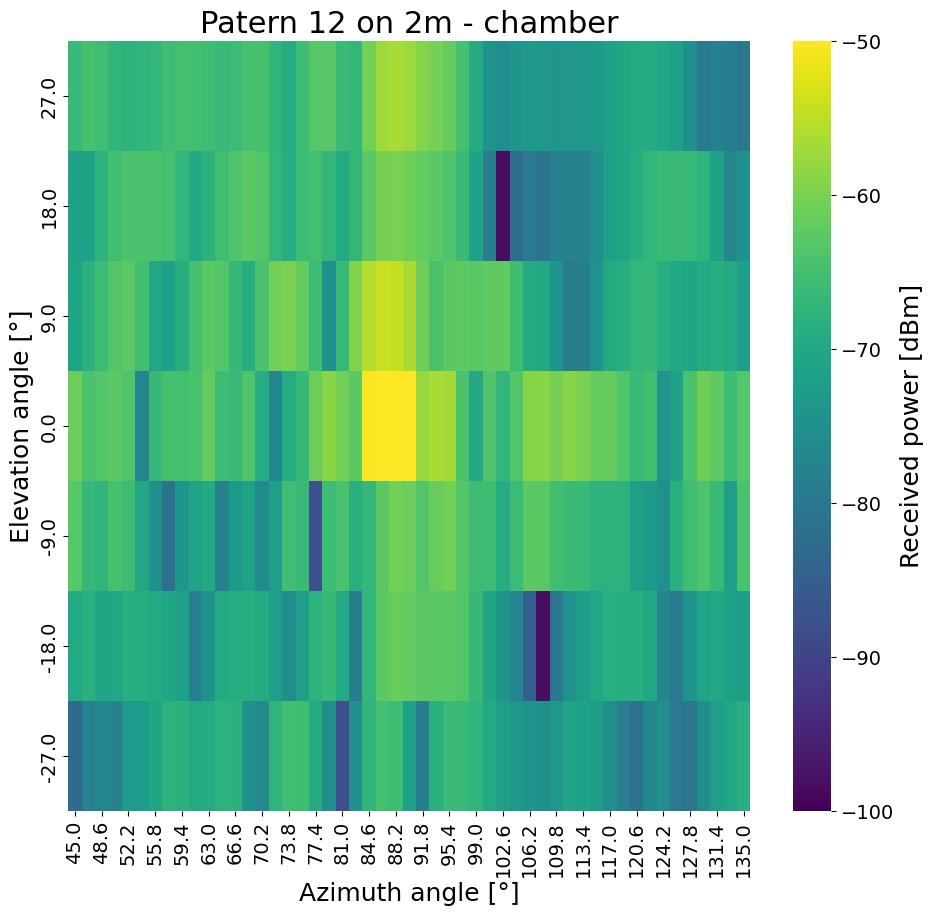 Patern 12 on 2m - chamber
Elevation angle [°]
27.0
18.0
9.0
0.0
-9.0
-18.0
-27.0
45.0 48.6 52.2 55.8 59.4 63.0 66.6 70.2 73.8 77.4 81.0 84.6 88.2 91.8 95.4 99.0 102.6 106.2 109.8 113.4 117.0 120.6 124.2 127.8 131.4 135.0
Azimuth angle [°]
−50
−60
−70
−80
−90
−100
Received power [dBm]